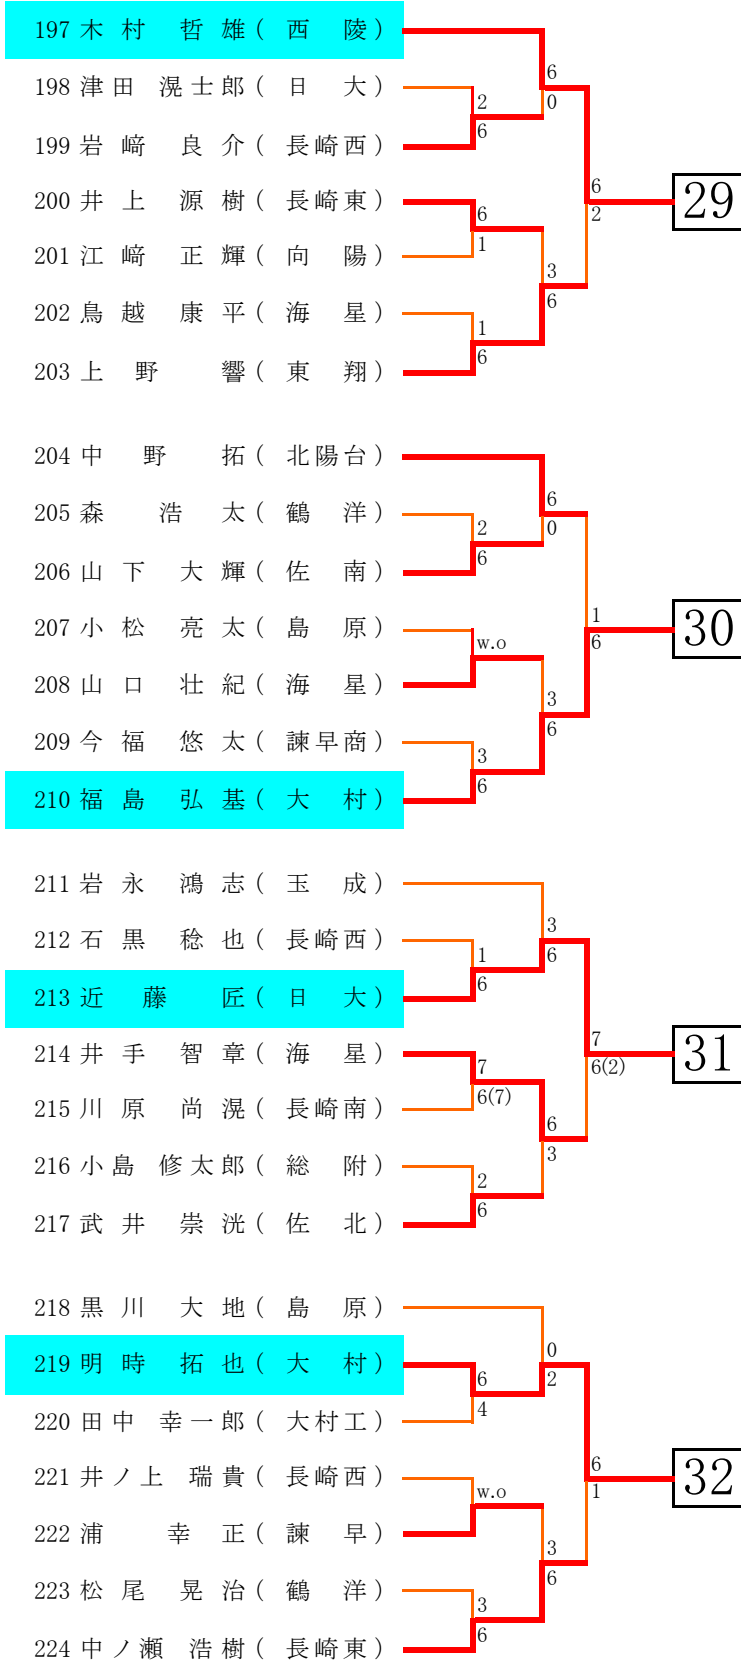 197 木村 哲雄 ( 西 陵 )
6
198 津田 滉士郎 ( 日 大 )
2
0
199 岩﨑 良介 ( 長崎西 )
6
200 井上 源樹 ( 長崎東 )
6
6
29
2
201 江﨑 正輝 ( 向 陽 )
1
3
202 鳥越 康平 ( 海 星 )
6
1
203 上野 響 ( 東 翔 )
6
204 中野 拓 ( 北陽台 )
6
205 森 浩太 ( 鶴 洋 )
2
0
206 山下 大輝 ( 佐 南 )
6
207 小松 亮太 ( 島 原 )
w.o
1
30
6
208 山口 壮紀 ( 海 星 )
3
209 今福 悠太 ( 諫早商 )
6
3
210 福島 弘基 ( 大 村 )
6
211 岩永 鴻志 ( 玉 成 )
3
212 石黒 稔也 ( 長崎西 )
1
6
213 近藤 匠 ( 日 大 )
6
214 井手 智章 ( 海 星 )
7
7
31
6(2)
215 川原 尚滉 ( 長崎南 )
6(7)
6
216 小島 修太郎 ( 総 附 )
2
3
217 武井 崇洸 ( 佐 北 )
6
218 黒川 大地 ( 島 原 )
0
219 明時 拓也 ( 大 村 )
6
2
220 田中 幸一郎 ( 大村工 )
4
221 井ノ上 瑞貴 ( 長崎西 )
w.o
6
32
1
222 浦 幸正 ( 諫 早 )
3
223 松尾 晃治 ( 鶴 洋 )
6
3
224 中ノ瀬 浩樹 ( 長崎東 )
6